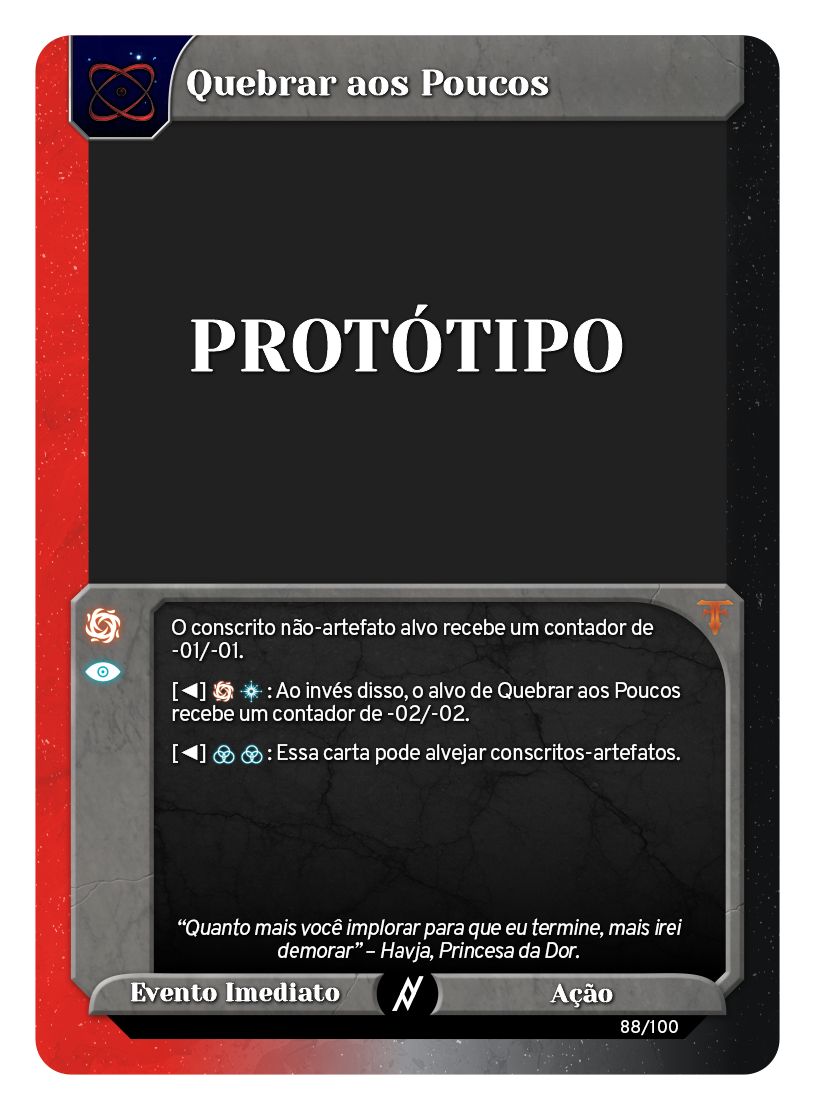 Quebrar aos Poucos
PROTÓTIPO
O conscrito não-artefato alvo recebe um contador de
-01/-01.
[◄] : Ao invés disso, o alvo de Quebrar aos Poucos
recebe um contador de -02/-02.
[◄] : Essa carta pode alvejar conscritos-artefatos.
“Quanto mais você implorar para que eu termine, mais irei
demorar” – Havja, Princesa da Dor.
Evento Imediato
Ação
88/100